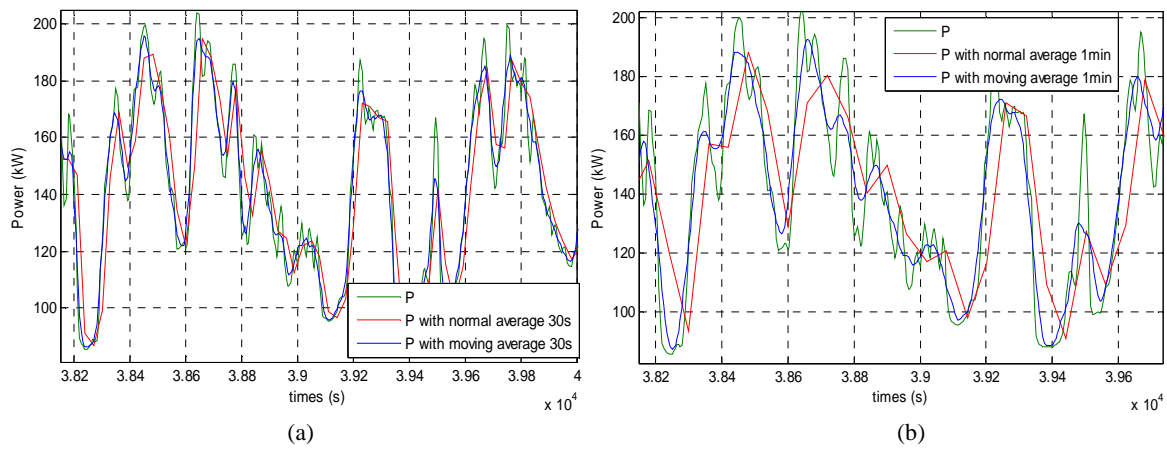 200
180
160
140
120
100
Power (kW)
P
P with normal average 30s
P with moving average 30s
3.82 3.84 3.86 3.88 3.9 3.92 3.94 3.96 3.98 4
times (s)
x 10^4
(a)
200
180
160
140
120
100
Power (kW)
P
P with normal average 1min
P with moving average 1min
3.82 3.84 3.86 3.88 3.9 3.92 3.94 3.96
times (s)
x 10^4
(b)